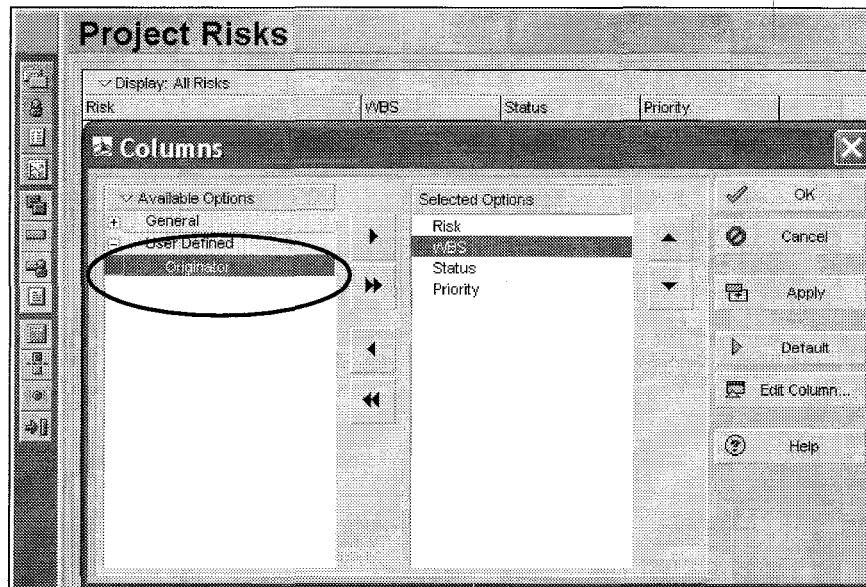 Project Risks
Display: All Risks
Risk WBS Status Priority
Columns
Available Options
General
User Defined
Originator
Selected Options
Risk
WBS
Status
Priority
OK
Cancel
Apply
Default
Edit Column...
Help